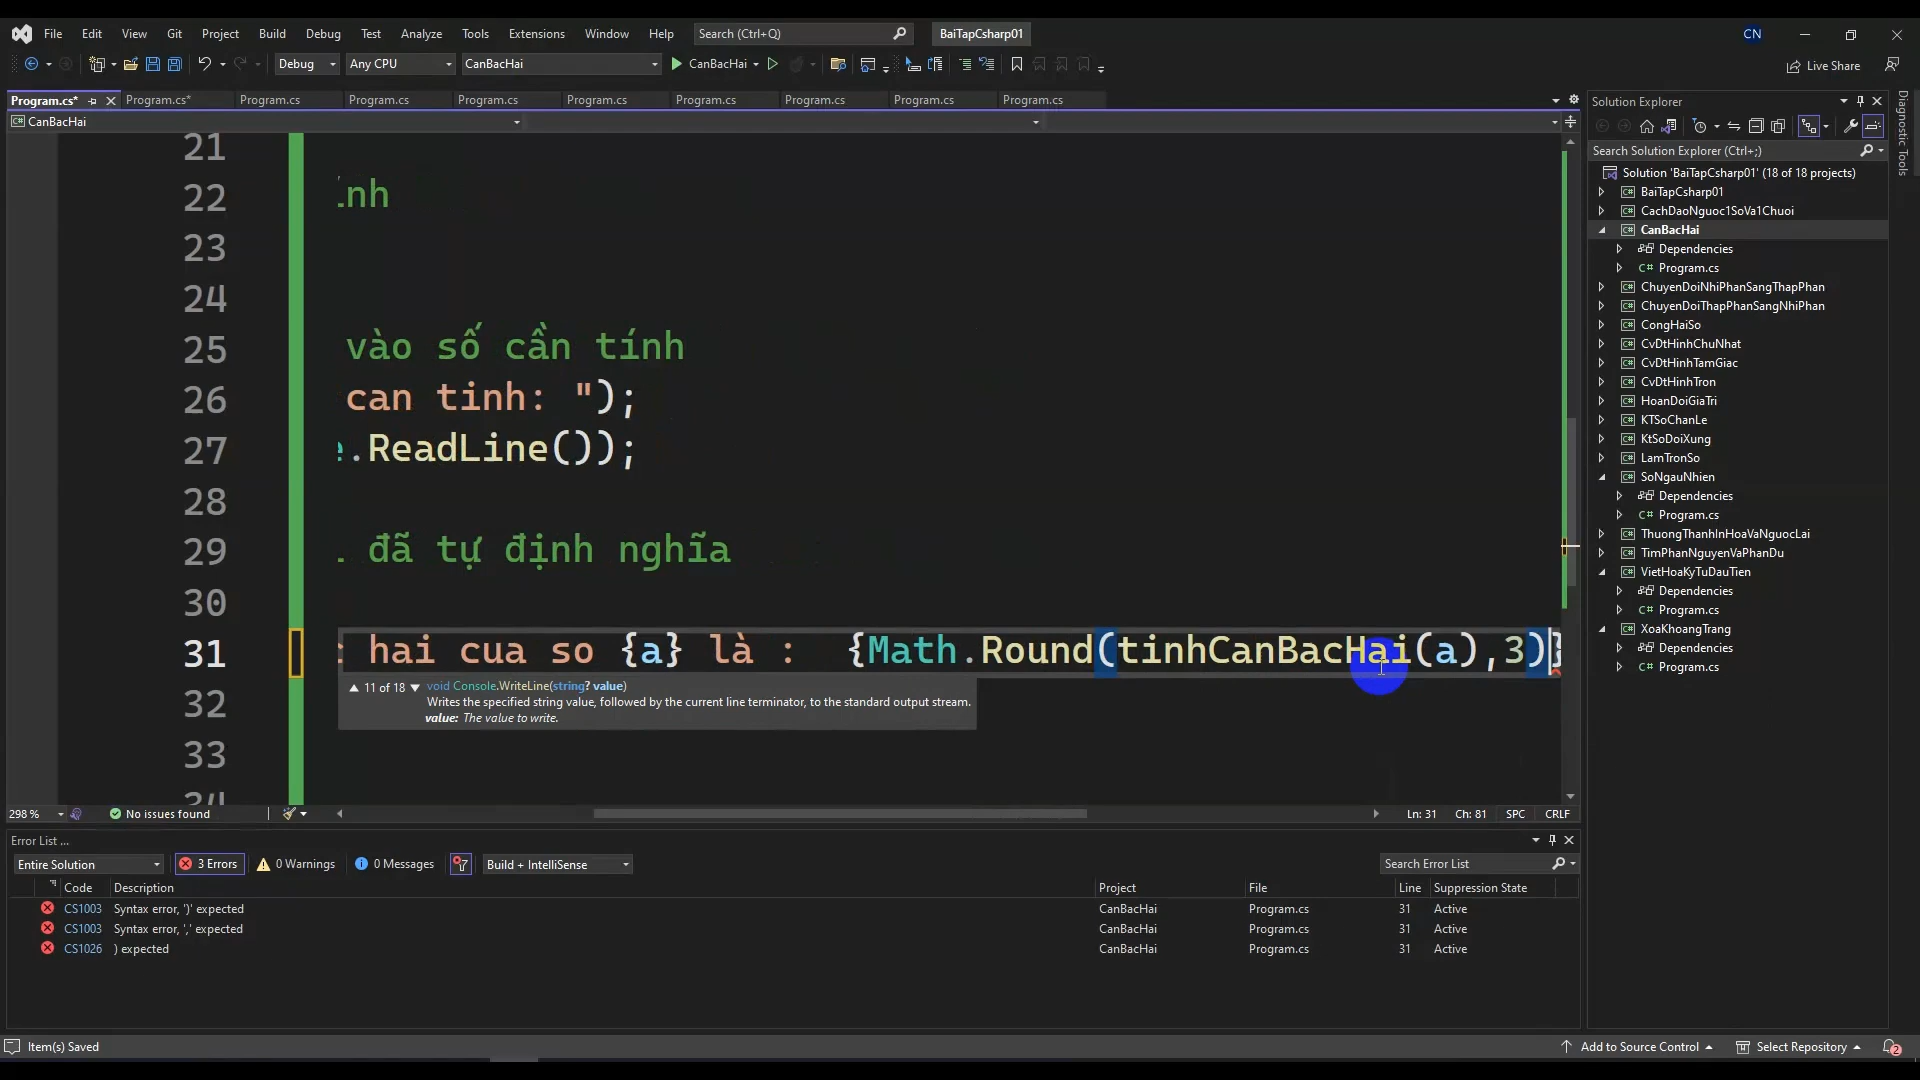 File Edit View Git Project Build Debug Test Analyze Tools Extensions Window Help Search (Ctrl+Q) BaiTapCsharp01 CN
Debug Any CPU CanBacHai CanBacHai Live Share
Program.cs* Program.cs* Program.cs Program.cs Program.cs Program.cs Program.cs Program.cs Program.cs Program.cs
CanBacHai
21
22 inh
23
24
25 vào số cần tính
26 can tinh: ");
27 e.ReadLine());
28
29 đã tự định nghĩa
30
31 hai cua so {a} là : {Math.Round(tinhCanBacHai(a),3)}
11 of 18 void Console.WriteLine(string? value)
Writes the specified string value, followed by the current line terminator, to the standard output stream.
value: The value to write.
32
33
34
298 % No issues found Ln: 31 Ch: 81 SPC CRLF
Error List ...
Entire Solution 3 Errors 0 Warnings 0 Messages Build + IntelliSense Search Error List
Code Description Project File Line Suppression State
CS1003 Syntax error, ')' expected CanBacHai Program.cs 31 Active
CS1003 Syntax error, ',' expected CanBacHai Program.cs 31 Active
CS1026 ) expected CanBacHai Program.cs 31 Active
Item(s) Saved Add to Source Control Select Repository 2
Solution Explorer
Search Solution Explorer (Ctrl+;)
Solution 'BaiTapCsharp01' (18 of 18 projects)
BaiTapCsharp01
CachDaoNguoc1SoVa1Chuoi
CanBacHai
Dependencies
C# Program.cs
ChuyenDoiNhiPhanSangThapPhan
ChuyenDoiThapPhanSangNhiPhan
CongHaiSo
CvDtHinhChuNhat
CvDtHinhTamGiac
CvDtHinhTron
HoanDoiGiaTri
KTSoChanLe
KtSoDoiXung
LamTronSo
SoNgauNhien
Dependencies
C# Program.cs
ThuongThanhInHoaVaNguocLai
TimPhanNguyenVaPhanDu
VietHoaKyTuDauTien
Dependencies
C# Program.cs
XoaKhoangTrang
Dependencies
C# Program.cs
Diagnostic Tools